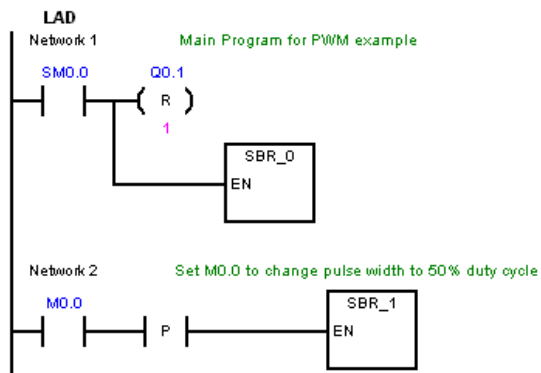 LAD
Network 1 Main Program for PWM example
SM0.0 Q0.1
R
1
SBR_0
EN
Network 2 Set M0.0 to change pulse width to 50% duty cycle
M0.0
P
SBR_1
EN